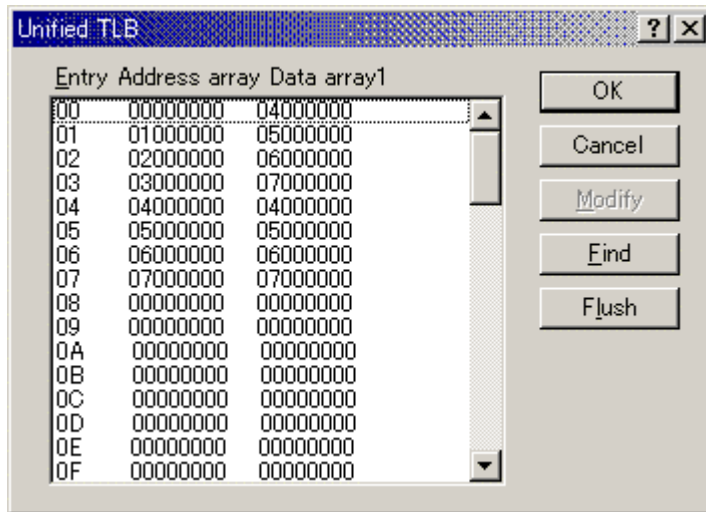 Unified TLB
Entry Address array Data array1
00 00000000 04000000
01 01000000 05000000
02 02000000 06000000
03 03000000 07000000
04 04000000 04000000
05 05000000 05000000
06 06000000 06000000
07 07000000 07000000
08 00000000 00000000
09 00000000 00000000
0A 00000000 00000000
0B 00000000 00000000
0C 00000000 00000000
0D 00000000 00000000
0E 00000000 00000000
0F 00000000 00000000
OK
Cancel
Modify
Find
Flush